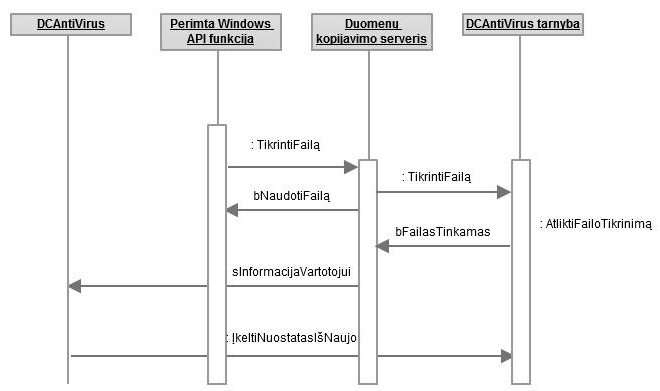 DCAntiVirus
Perimta Windows
API funkcija
Duomenų
kopijavimo serveris
DCAntiVirus tarnyba
: TikrintiFailą
: TikrintiFailą
bNaudotiFailą
: AtliktiFailoTikrinimą
bFailasTinkamas
sInformacijaVartotojui
: ĮkeltiNuostatasIšNaujo